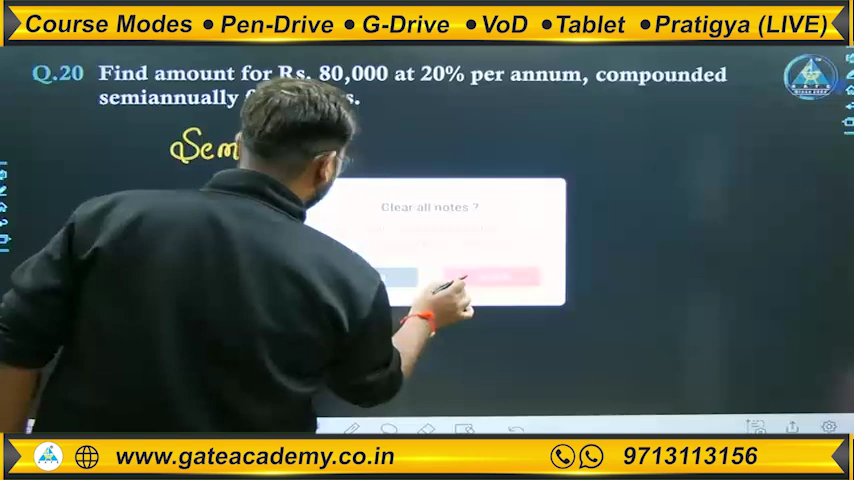 Course Modes • Pen-Drive • G-Drive • VoD • Tablet • Pratigya (LIVE)
Q.20 Find amount for Rs. 80,000 at 20% per annum, compounded
semiannually
Sem
Clear all notes ?
www.gateacademy.co.in 9713113156